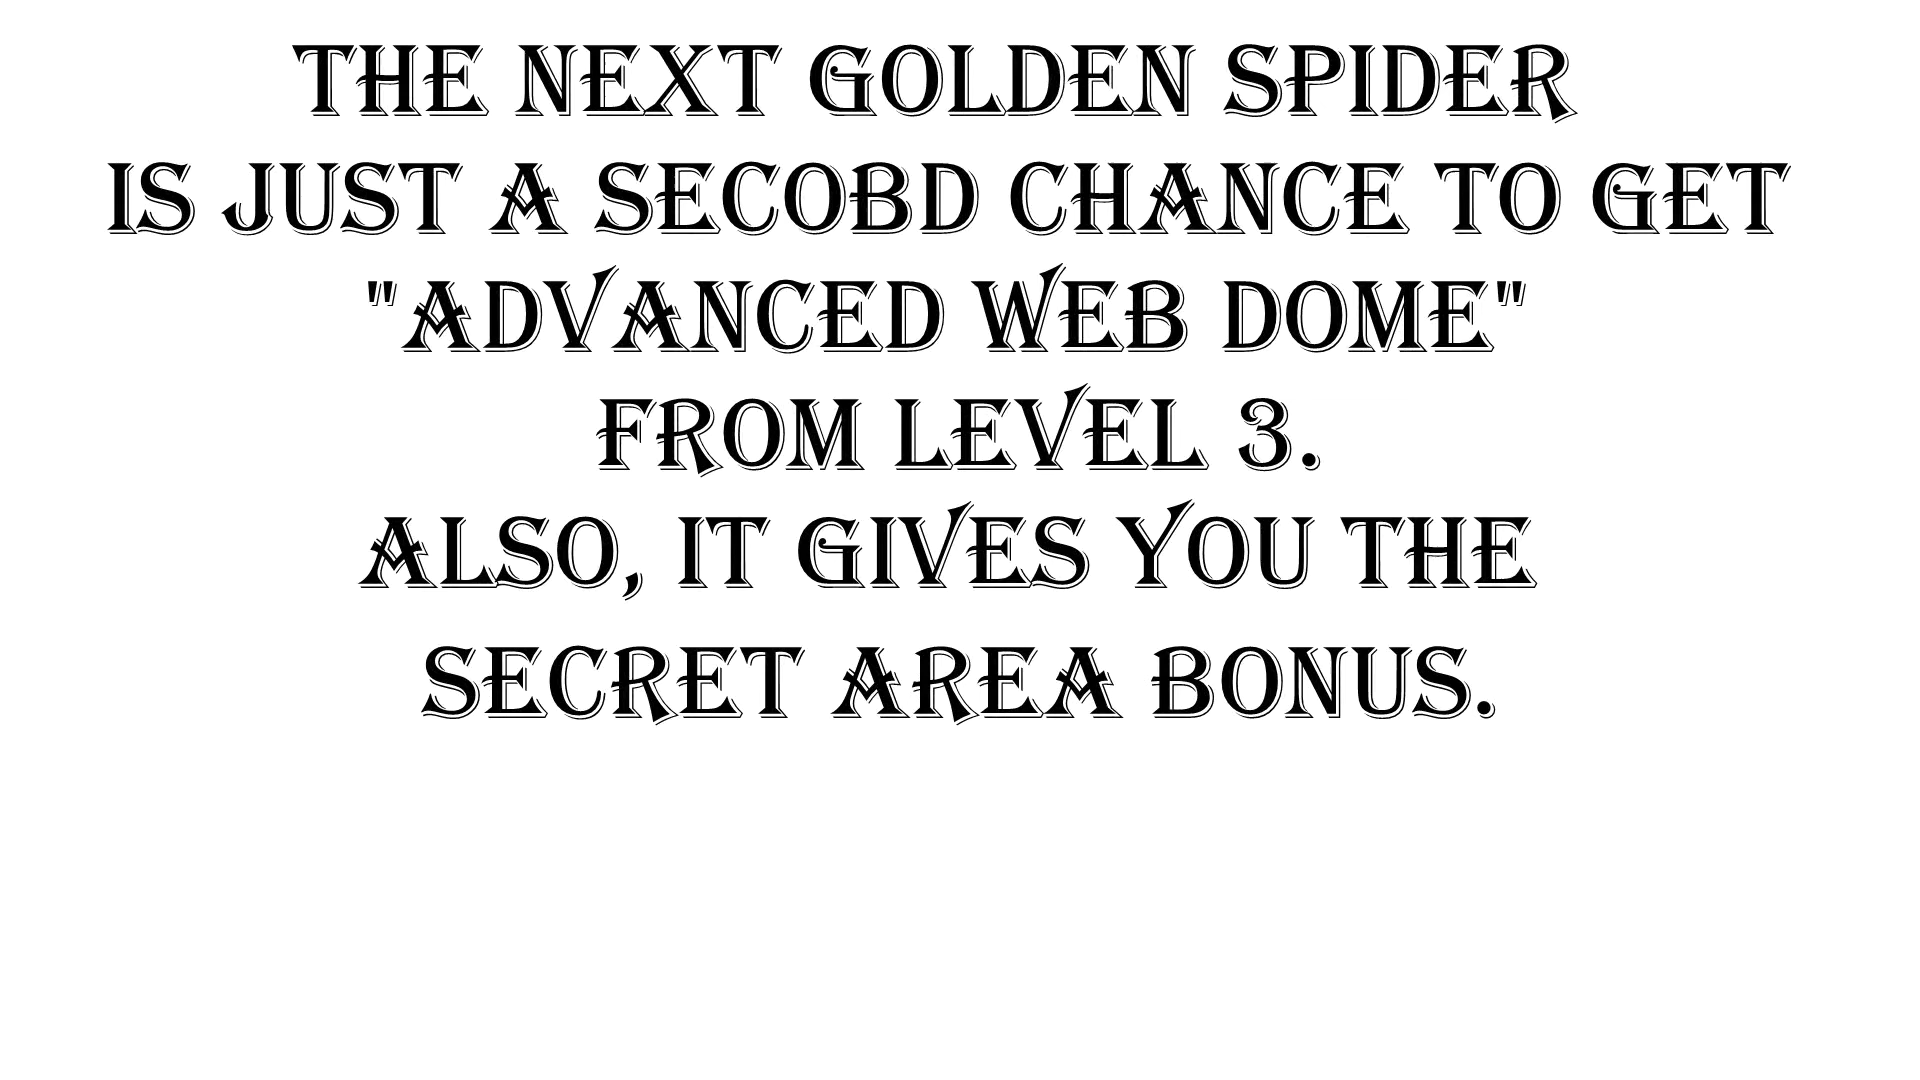 THE NEXT GOLDEN SPIDER
IS JUST A SECOBD CHANCE TO GET
"ADVANCED WEB DOME"
FROM LEVEL 3.
ALSO, IT GIVES YOU THE
SECRET AREA BONUS.